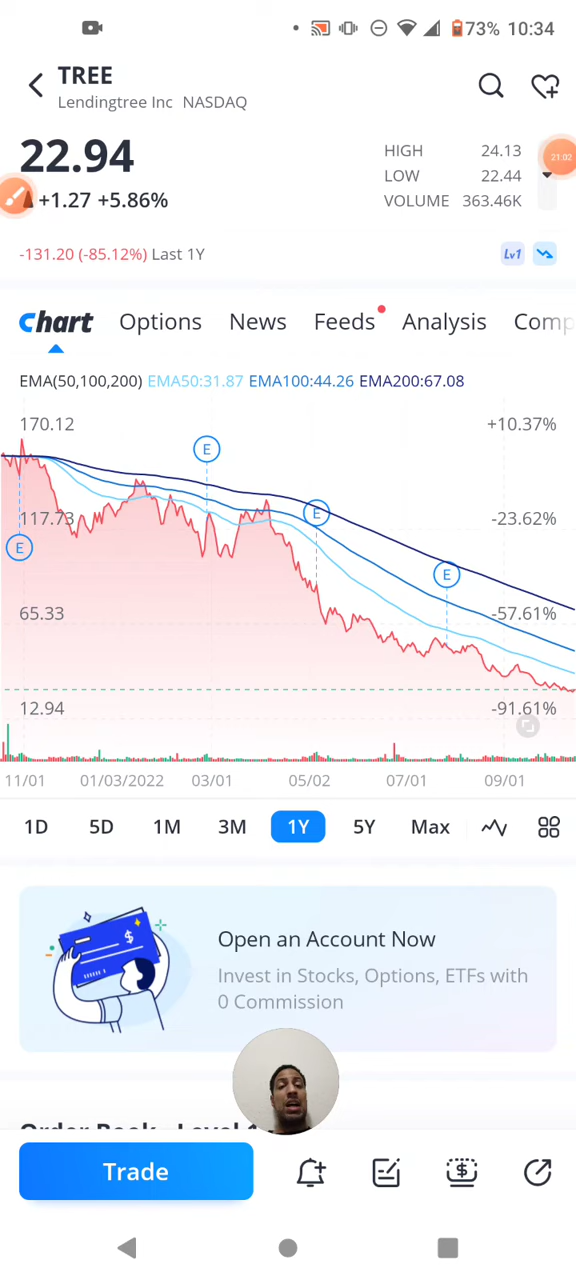 73% 10:34
TREE
Lendingtree Inc NASDAQ
22.94
+1.27 +5.86%
HIGH 24.13
LOW 22.44
VOLUME 363.46K
21:02
-131.20 (-85.12%) Last 1Y
Lv1
Chart Options News Feeds Analysis Comp
EMA(50,100,200) EMA50:31.87 EMA100:44.26 EMA200:67.08
170.12 +10.37%
E
117.73 -23.62%
E
E
E
65.33 -57.61%
12.94 -91.61%
11/01 01/03/2022 03/01 05/02 07/01 09/01
1D 5D 1M 3M 1Y 5Y Max
Open an Account Now
Invest in Stocks, Options, ETFs with
0 Commission
$
Order Book - Level
Trade
$